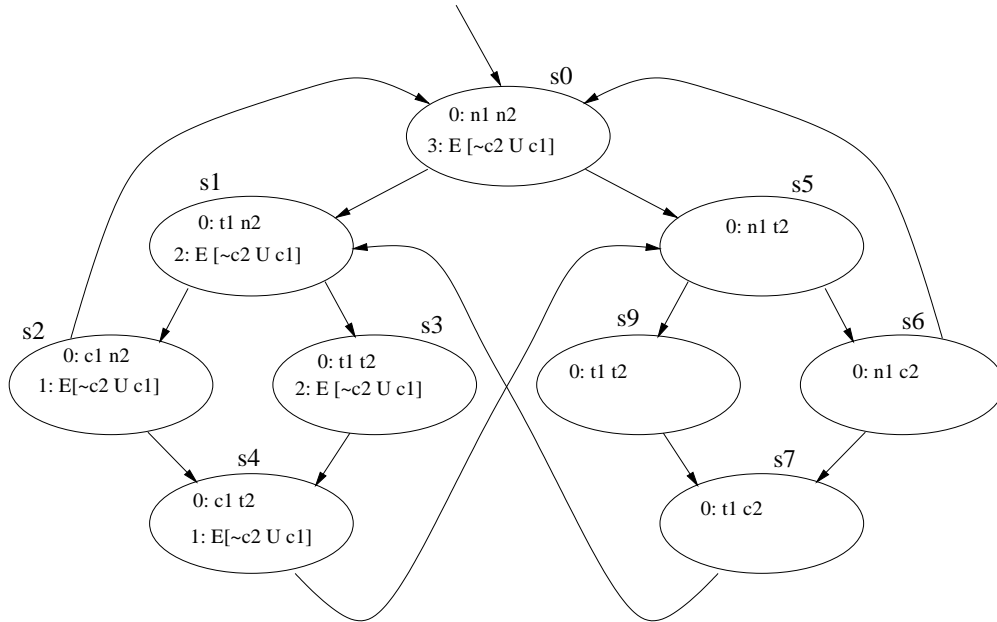 s0
0: n1 n2
3: E [~c2 U c1]
s1
0: t1 n2
2: E [~c2 U c1]
s5
0: n1 t2
s2
0: c1 n2
1: E[~c2 U c1]
s3
0: t1 t2
2: E [~c2 U c1]
s9
0: t1 t2
s6
0: n1 c2
s4
0: c1 t2
1: E[~c2 U c1]
s7
0: t1 c2